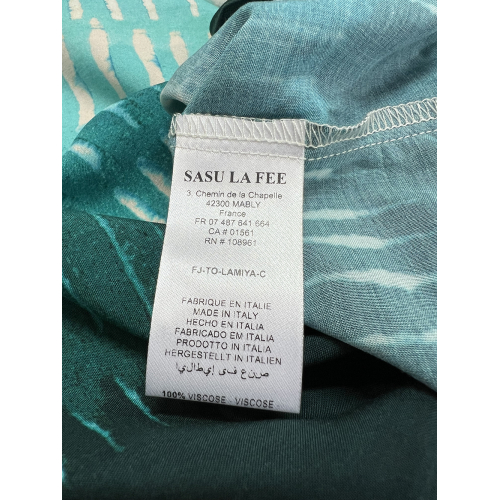 SASU LA FEE
3, Chemin de la Chapelle
42300 MABLY
France
FR 07 487 641 664
CA # 01561
RN # 108961
FJ-TO-LAMIYA-C
FABRIQUE EN ITALIE
MADE IN ITALY
HECHO EN ITALIA
FABRICADO EM ITALIA
PRODOTTO IN ITALIA
HERGESTELLT IN ITALIEN
صنع فى إيطاليا
100% VISCOSE - VISCOSE -